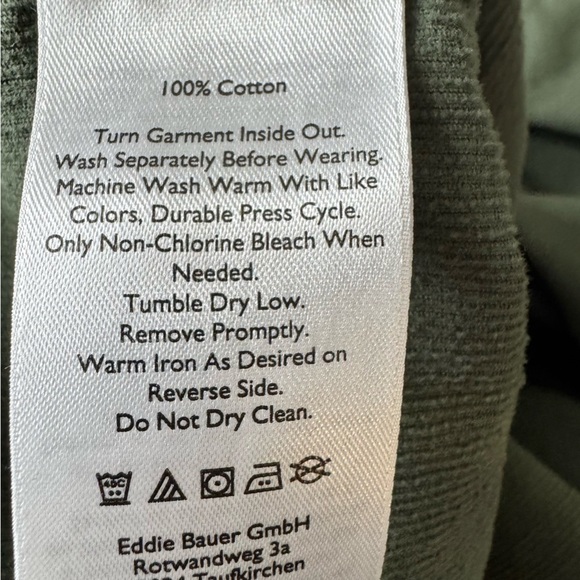 100% Cotton
Turn Garment Inside Out.
Wash Separately Before Wearing.
Machine Wash Warm With Like
Colors, Durable Press Cycle.
Only Non-Chlorine Bleach When
Needed.
Tumble Dry Low.
Remove Promptly.
Warm Iron As Desired on
Reverse Side.
Do Not Dry Clean.
40C
Eddie Bauer GmbH
Rotwandweg 3a
Taufkirchen